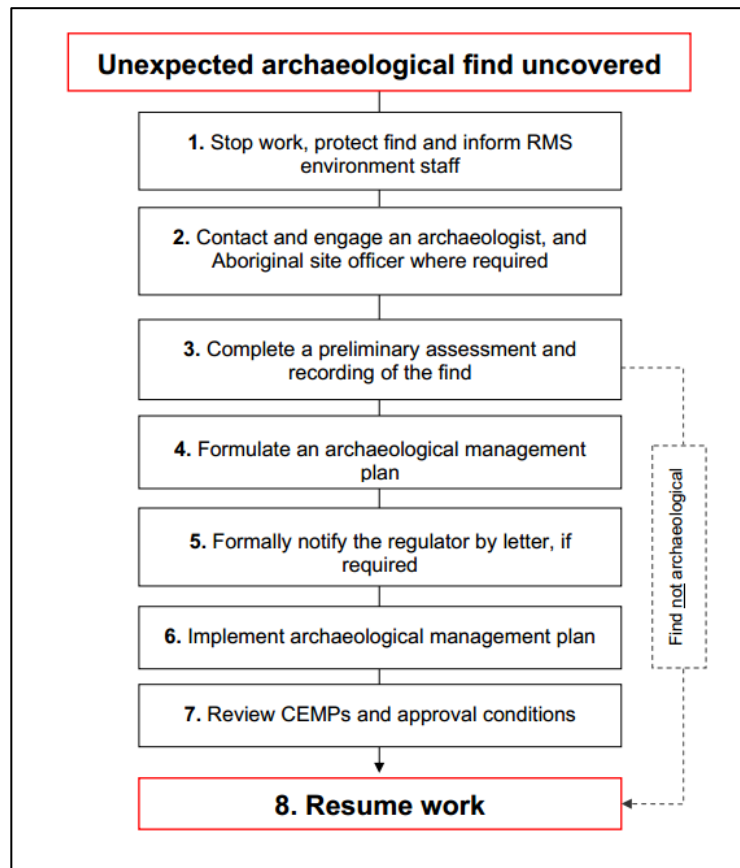 Unexpected archaeological find uncovered
1. Stop work, protect find and inform RMS
environment staff
2. Contact and engage an archaeologist, and
Aboriginal site officer where required
3. Complete a preliminary assessment and
recording of the find
4. Formulate an archaeological management
plan
5. Formally notify the regulator by letter, if
required
6. Implement archaeological management plan
7. Review CEMPs and approval conditions
8. Resume work
Find not archaeological